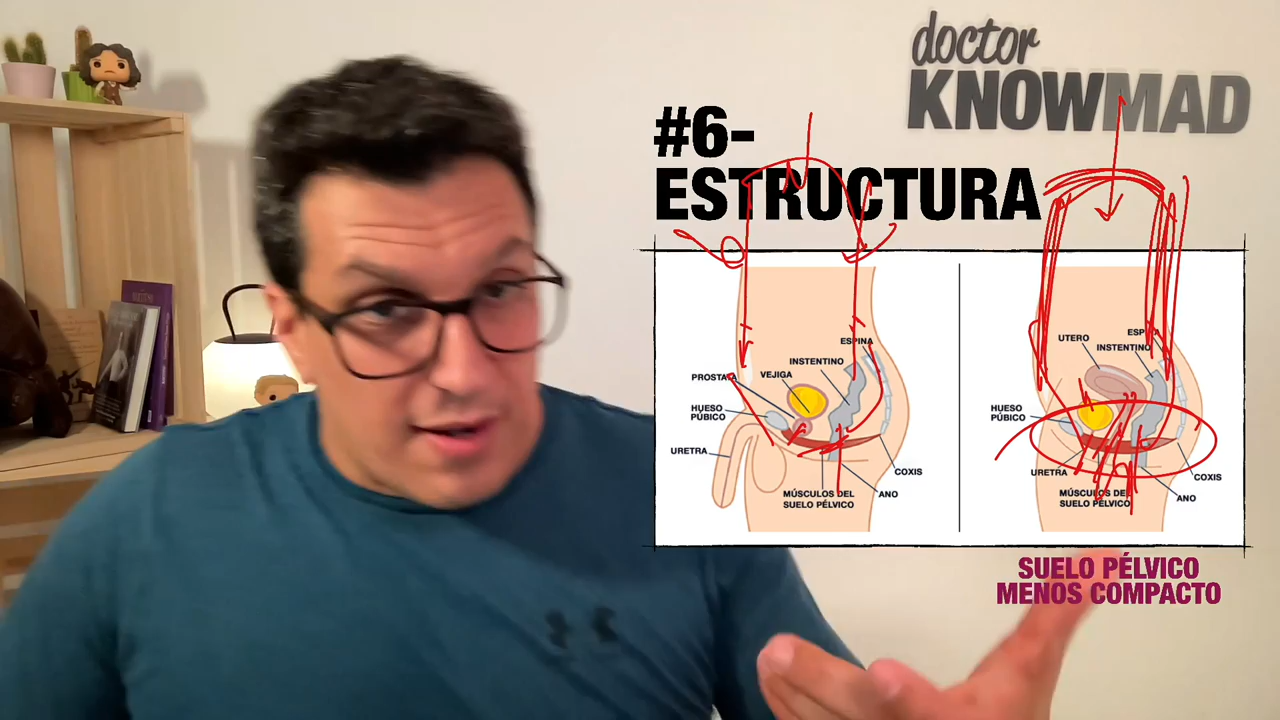 doctor
KNOWMAD
#6-
ESTRUCTURA
ESPINA
INSTENTINO
VEJIGA
PROSTATA
HUESO
PÚBICO
URETRA
COXIS
MÚSCULOS DEL
SUELO PÉLVICO
ANO
UTERO
INSTENTINO
HUESO
PÚBICO
URETRA
COXIS
MÚSCULOS DEL
SUELO PÉLVICO
ANO
SUELO PÉLVICO
MENOS COMPACTO